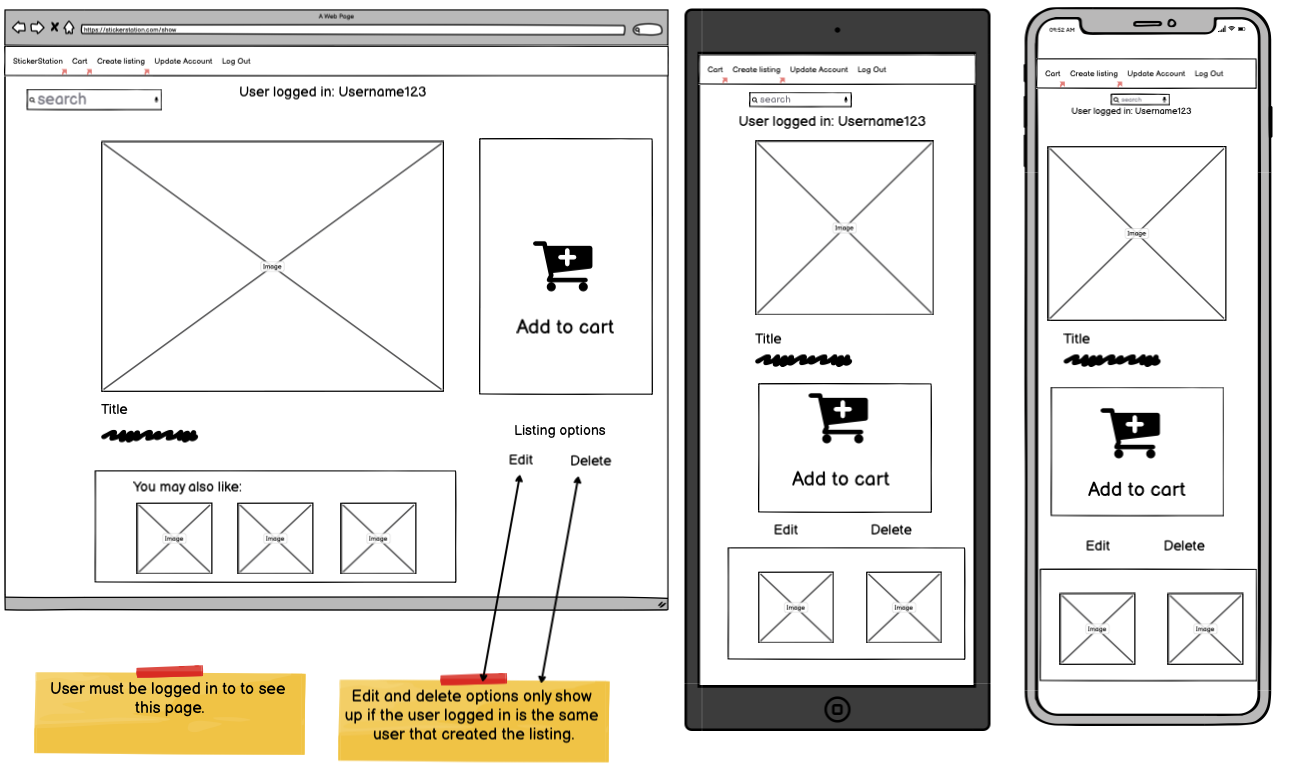 A Web Page
https://stickerstation.com/show
StickerStation Cart Create listing Update Account Log Out
search
User logged in: Username123
Image
Add to cart
Title
Listing options
Edit Delete
You may also like:
Image Image Image
User must be logged in to to see
this page.
Edit and delete options only show
up if the user logged in is the same
user that created the listing.
Cart Create listing Update Account Log Out
search
User logged in: Username123
Image
Title
Add to cart
Edit Delete
Image Image
09:52 AM
Cart Create listing Update Account Log Out
search
User logged in: Username123
Image
Title
Add to cart
Edit Delete
Image Image